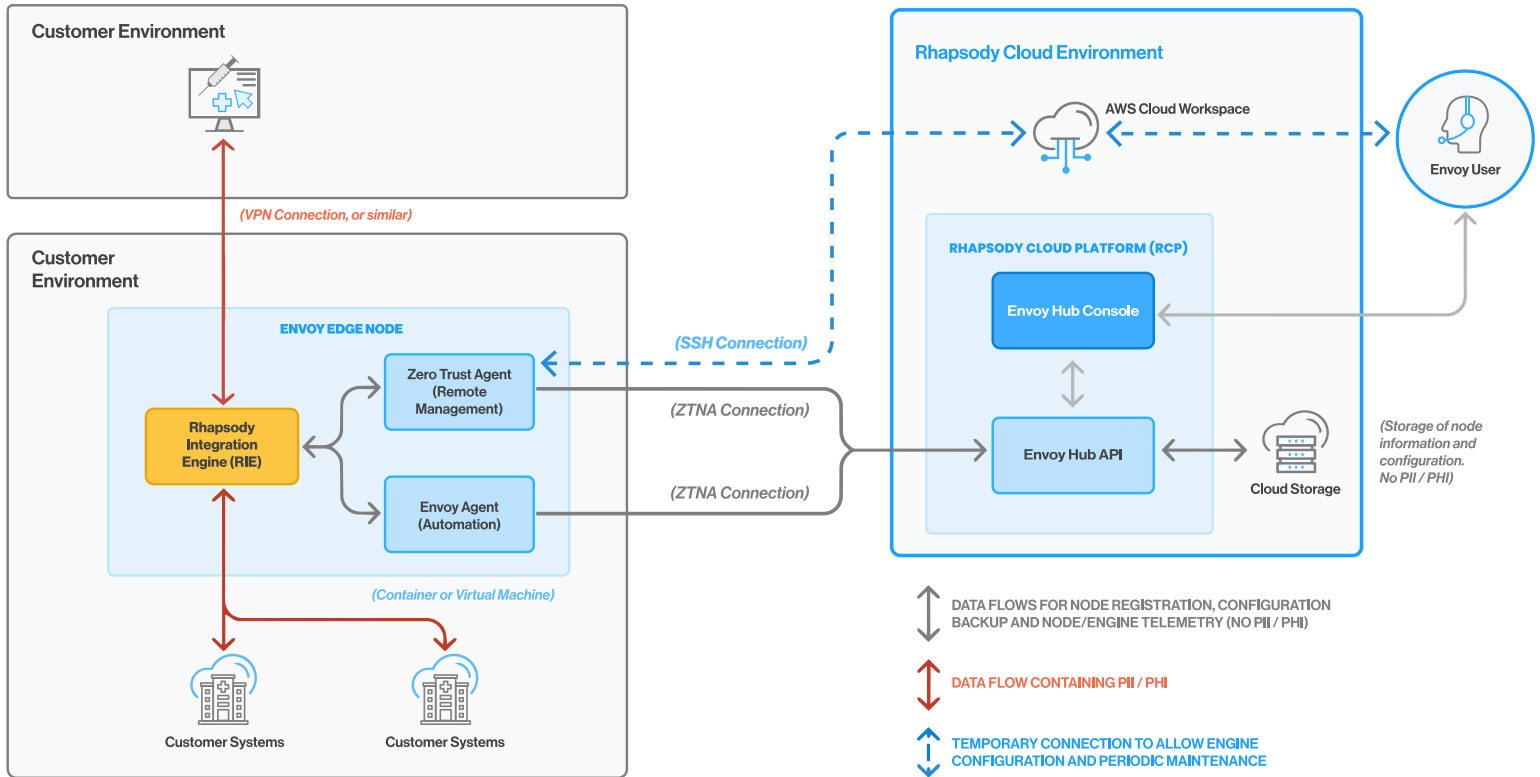 Customer Environment
(VPN Connection, or similar)
Customer
Environment
ENVOY EDGE NODE
Zero Trust Agent
(Remote
Management)
Rhapsody
Integration
Engine (RIE)
Envoy Agent
(Automation)
(Container or Virtual Machine)
Customer Systems
Customer Systems
(SSH Connection)
(ZTNA Connection)
(ZTNA Connection)
Rhapsody Cloud Environment
AWS Cloud Workspace
Envoy User
RHAPSODY CLOUD PLATFORM (RCP)
Envoy Hub Console
Envoy Hub API
Cloud Storage
(Storage of node
information and
configuration.
No PII / PHI)
DATA FLOWS FOR NODE REGISTRATION, CONFIGURATION
BACKUP AND NODE/ENGINE TELEMETRY (NO PII / PHI)
DATA FLOW CONTAINING PII / PHI
TEMPORARY CONNECTION TO ALLOW ENGINE
CONFIGURATION AND PERIODIC MAINTENANCE